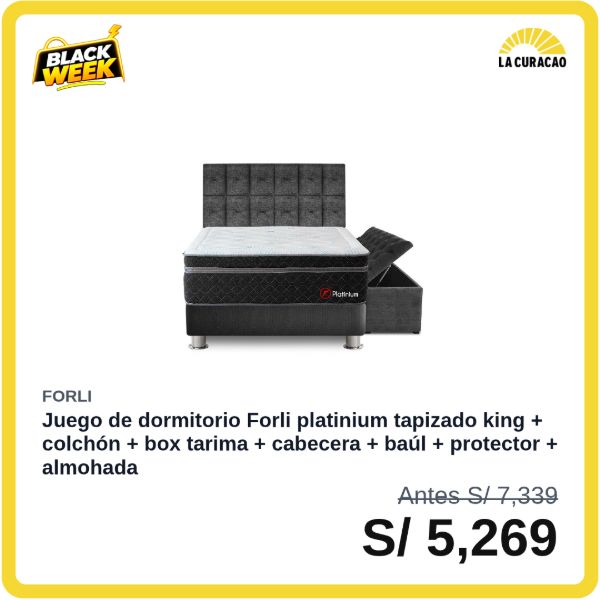 BLACK
WEEK
LA CURACAO
Platinium
FORLI
Juego de dormitorio Forli platinium tapizado king +
colchón + box tarima + cabecera + baúl + protector +
almohada
Antes S/ 7,339
S/ 5,269